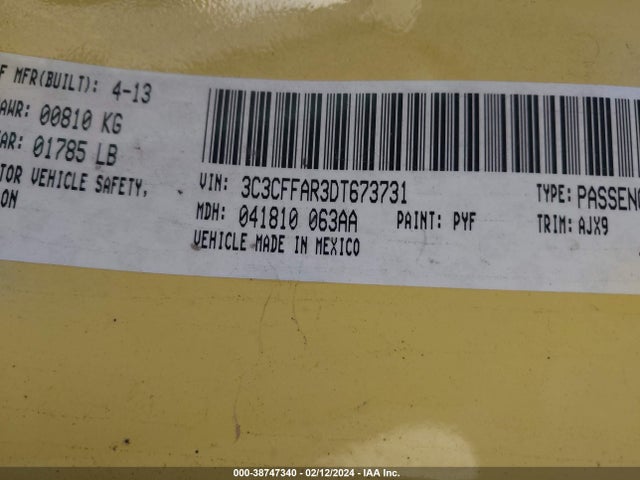 F MFR(BUILT): 4-13
AWR: 00810 KG
AR: 01785 LB
TOR VEHICLE SAFETY,
ON
VIN: 3C3CFFAR3DT673731
TYPE: PASSENG
MDH: 041810 063AA
PAINT: PYF
TRIM: AJX9
VEHICLE MADE IN MEXICO
000-38747340 - 02/12/2024 - IAA Inc.